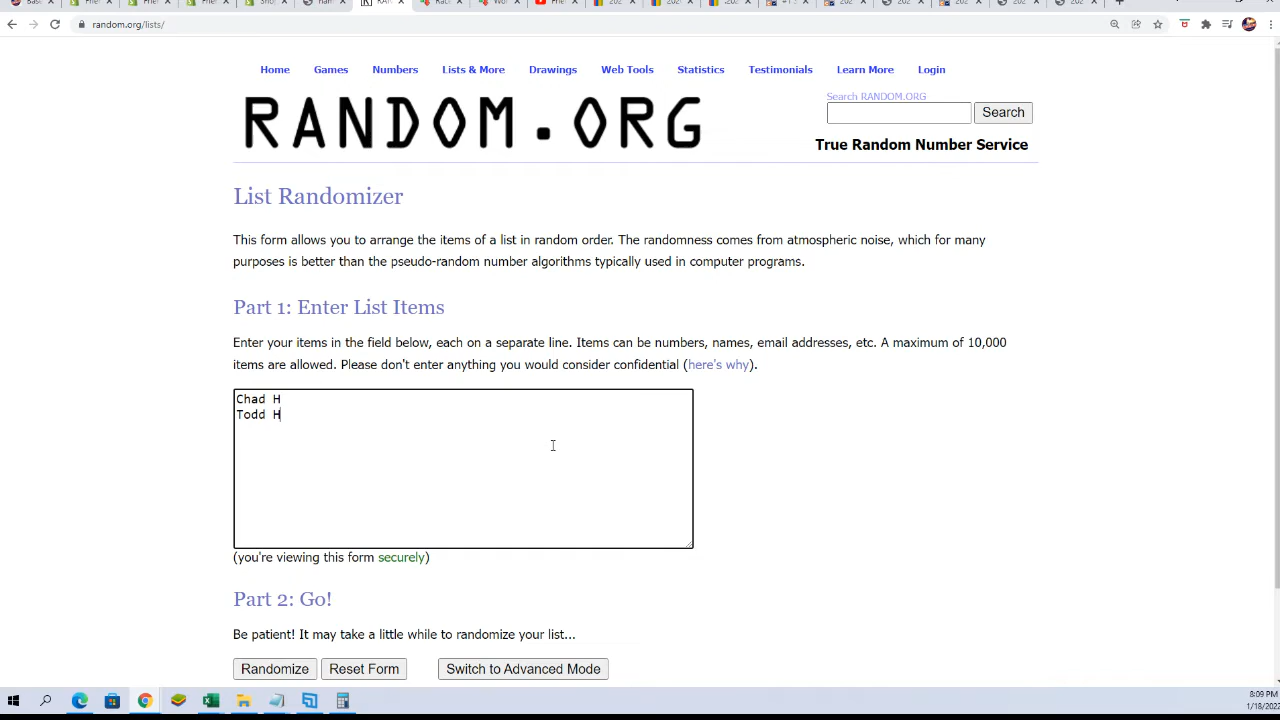 random.org/lists/
Home Games Numbers Lists & More Drawings Web Tools Statistics Testimonials Learn More Login
RANDOM.ORG
Search RANDOM.ORG
Search
True Random Number Service
List Randomizer
This form allows you to arrange the items of a list in random order. The randomness comes from atmospheric noise, which for many
purposes is better than the pseudo-random number algorithms typically used in computer programs.
Part 1: Enter List Items
Enter your items in the field below, each on a separate line. Items can be numbers, names, email addresses, etc. A maximum of 10,000
items are allowed. Please don't enter anything you would consider confidential (here's why).
Chad H
Todd H
(you're viewing this form securely)
Part 2: Go!
Be patient! It may take a little while to randomize your list...
Randomize Reset Form Switch to Advanced Mode
8:09 PM
1/18/2022